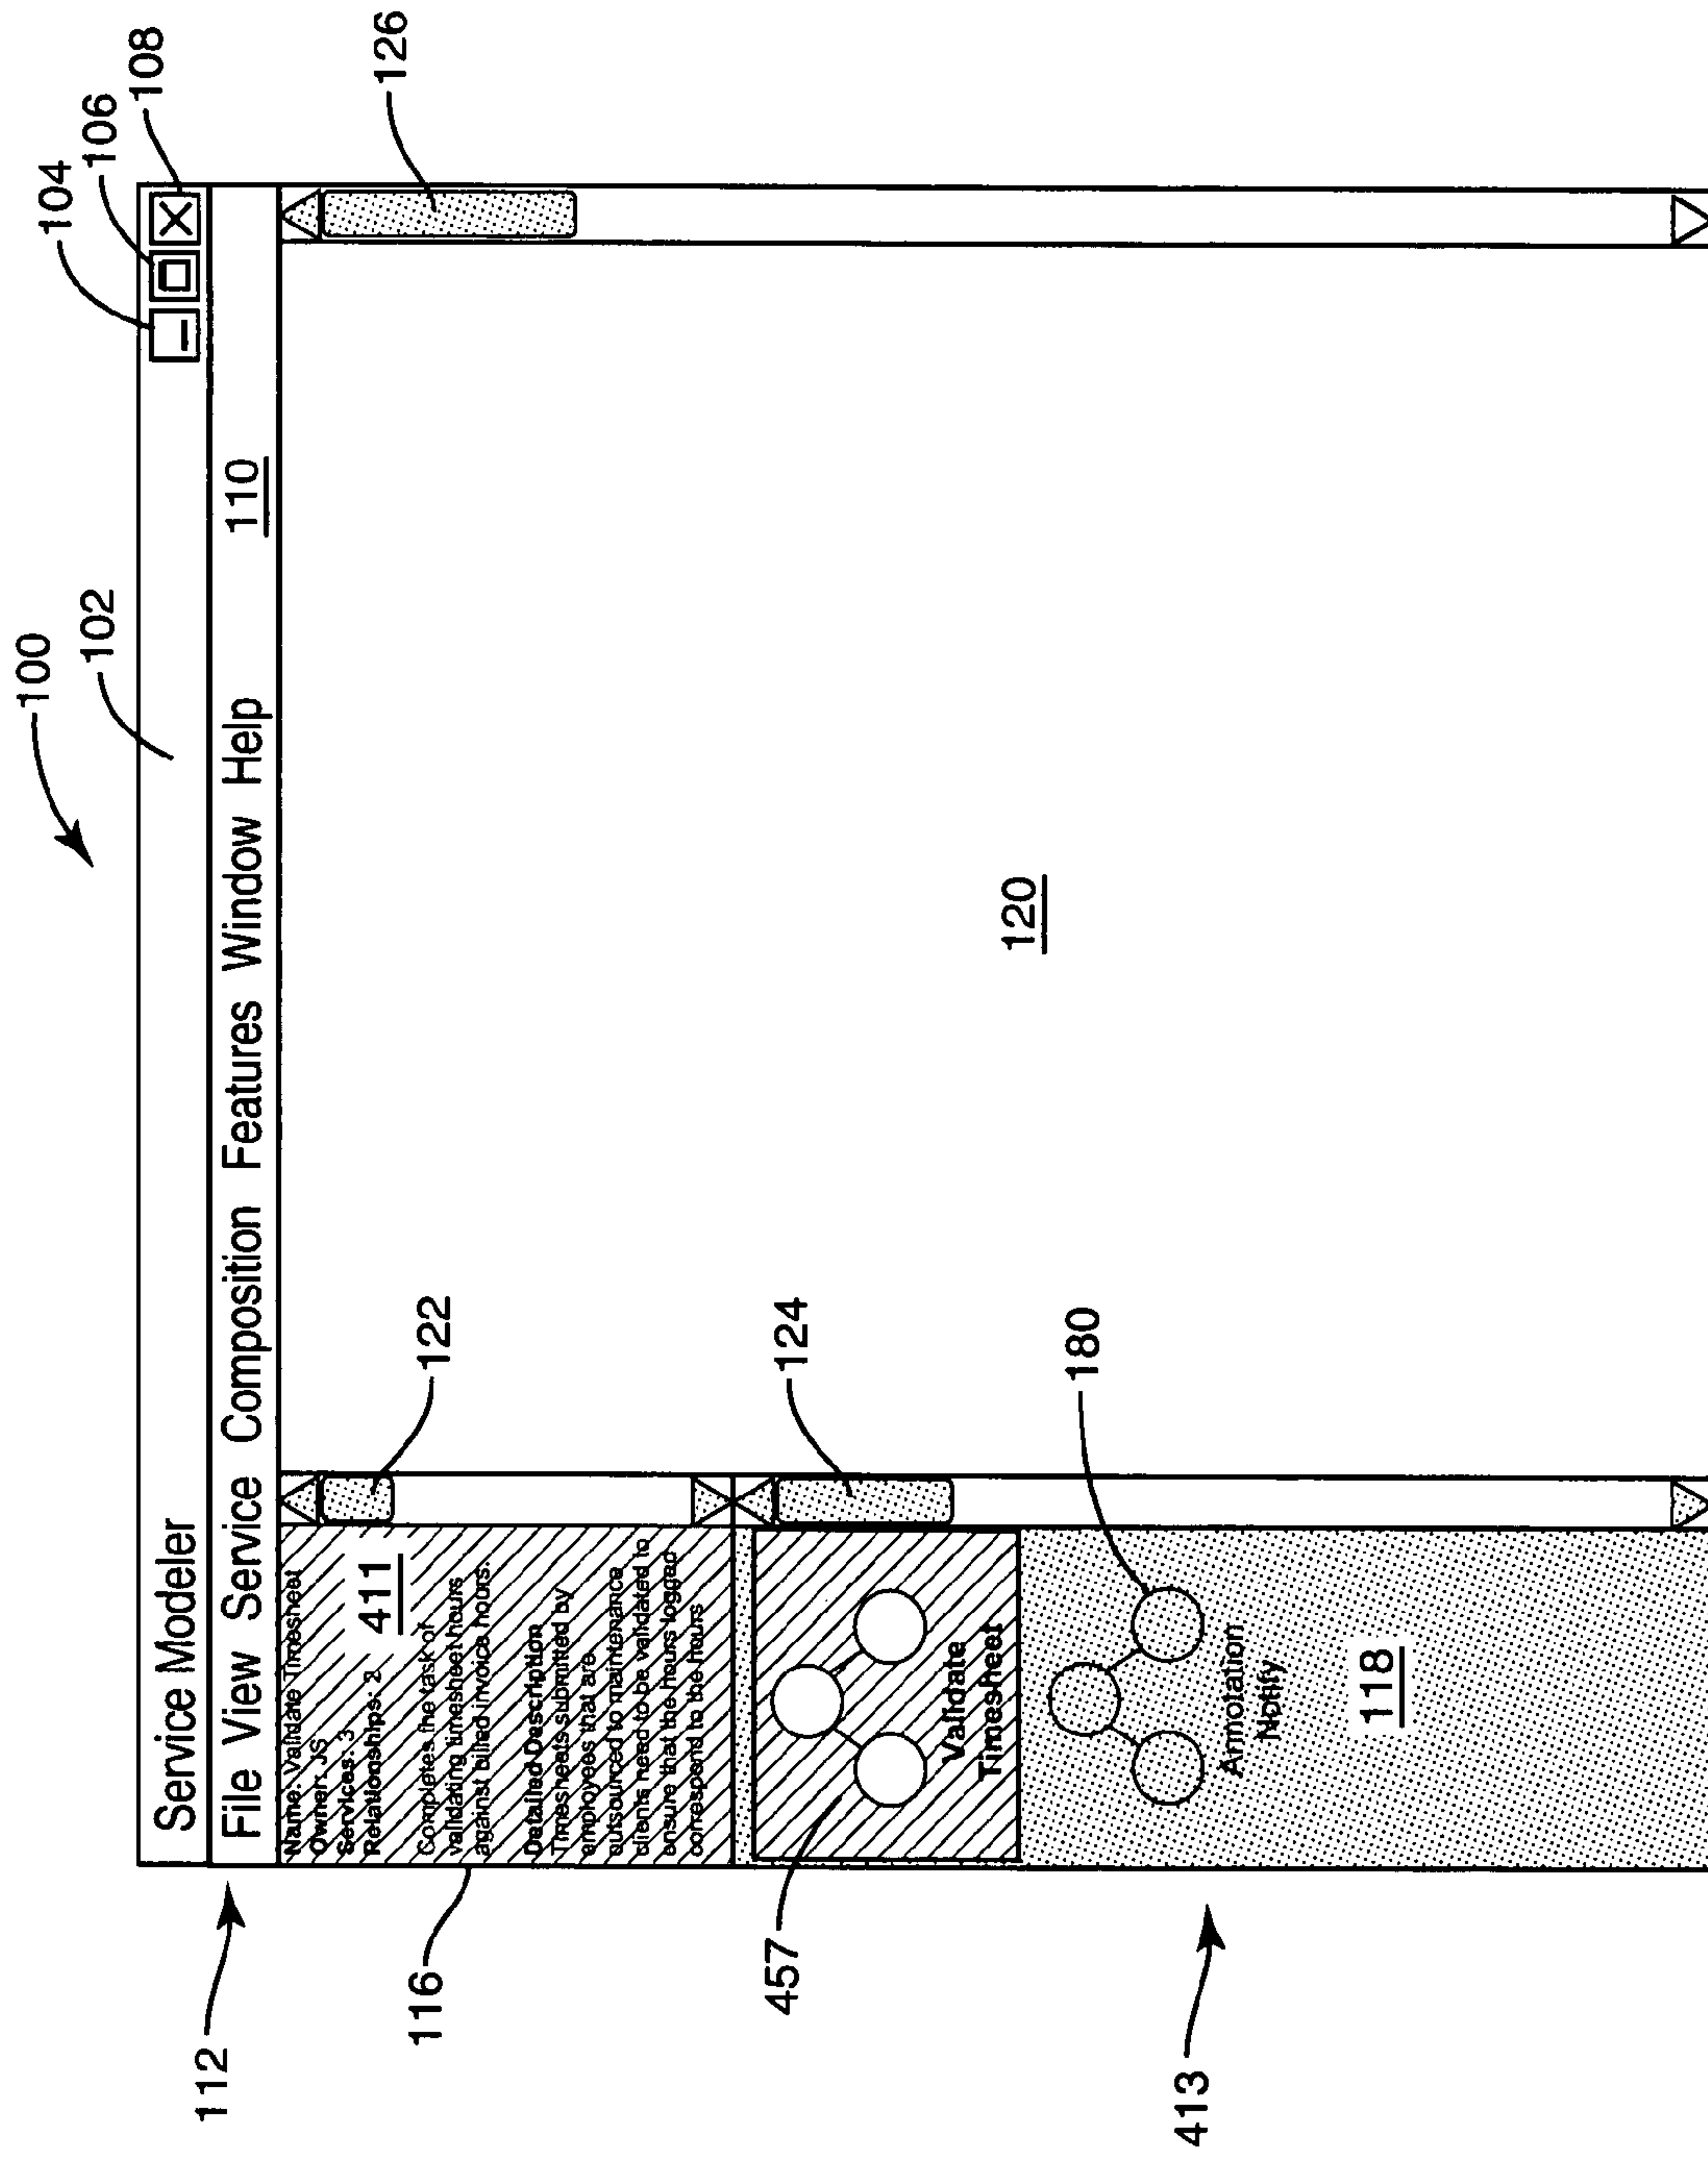 100
102
104
106
108
Service Modeler
112
File View Service Composition Features Window Help
110
126
Name: Validate Timesheet
Owner: JS
Services: 3
Relationships: 2
411
122
Completes the task of
validating timesheet hours
against billed invoice hours.
116
Detailed Description
Timesheets submitted by
employees that are
outsourced to maintenance
clients need to be validated to
ensure that the hours logged
correspond to the hours
124
457
Validate
Timesheet
120
180
413
Annotation
Notify
118